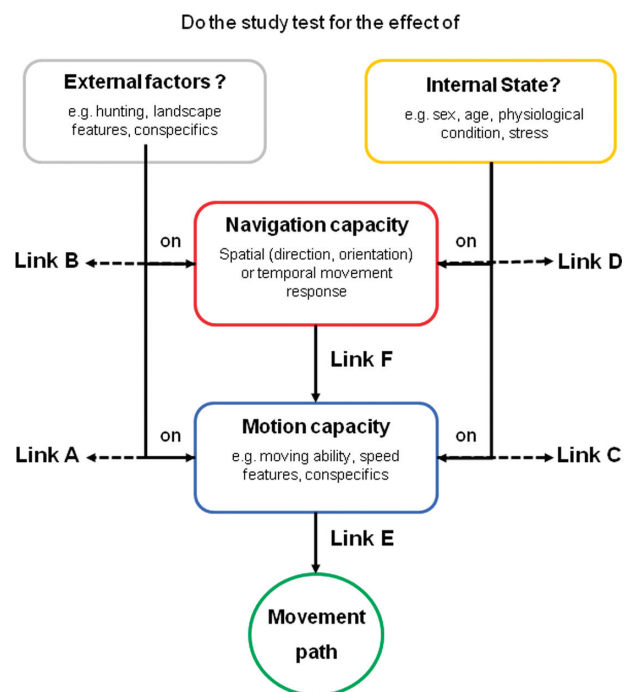 Do the study test for the effect of
External factors ?
e.g. hunting, landscape
features, conspecifics
Internal State?
e.g. sex, age, physiological
condition, stress
Navigation capacity
Spatial (direction, orientation)
or temporal movement
response
on
on
Link B
Link D
Link F
Motion capacity
e.g. moving ability, speed
features, conspecifics
on
on
Link A
Link C
Link E
Movement
path